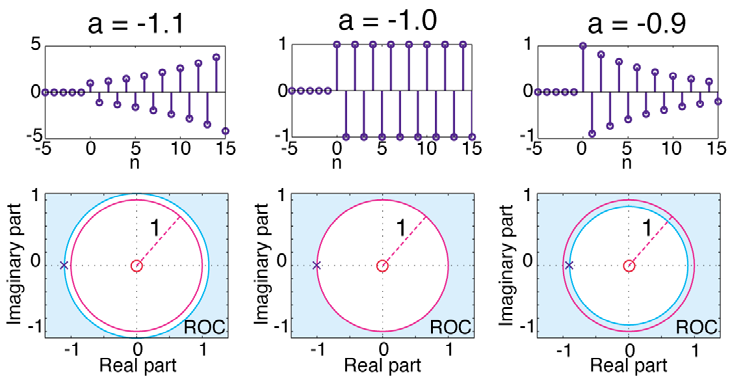 a = -1.1
a = -1.0
a = -0.9
5
0
-5
-5 0 5 10 15
n
1
0
-1
-5 0 5 10 15
n
1
0
-1
-5 0 5 10 15
n
Imaginary part
1
0
-1
1
ROC
-1 0 1
Real part
Imaginary part
1
0
-1
1
ROC
-1 0 1
Real part
Imaginary part
1
0
-1
1
ROC
-1 0 1
Real part